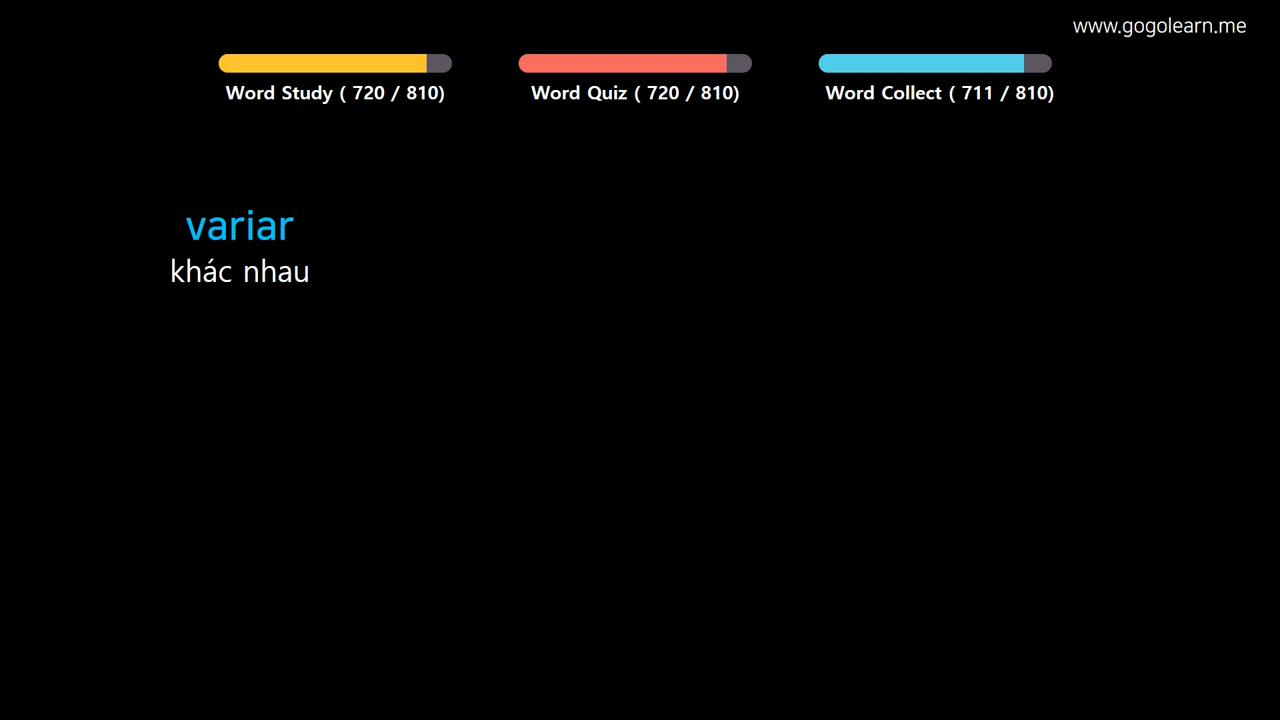 www.gogolearn.me
Word Study ( 720 / 810)
Word Quiz ( 720 / 810)
Word Collect ( 711 / 810)
variar
khác nhau